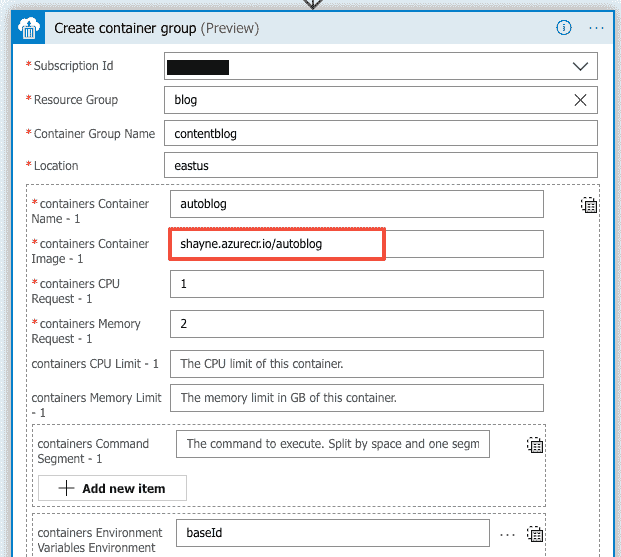 Create container group (Preview)
*Subscription Id
*Resource Group blog
*Container Group Name contentblog
*Location eastus
*containers Container Name - 1 autoblog
*containers Container Image - 1 shayne.azurecr.io/autoblog
*containers CPU Request - 1 1
*containers Memory Request - 1 2
containers CPU Limit - 1 The CPU limit of this container.
containers Memory Limit - 1 The memory limit in GB of this container.
containers Command Segment - 1 The command to execute. Split by space and one segm
+ Add new item
containers Environment Variables Environment baseId